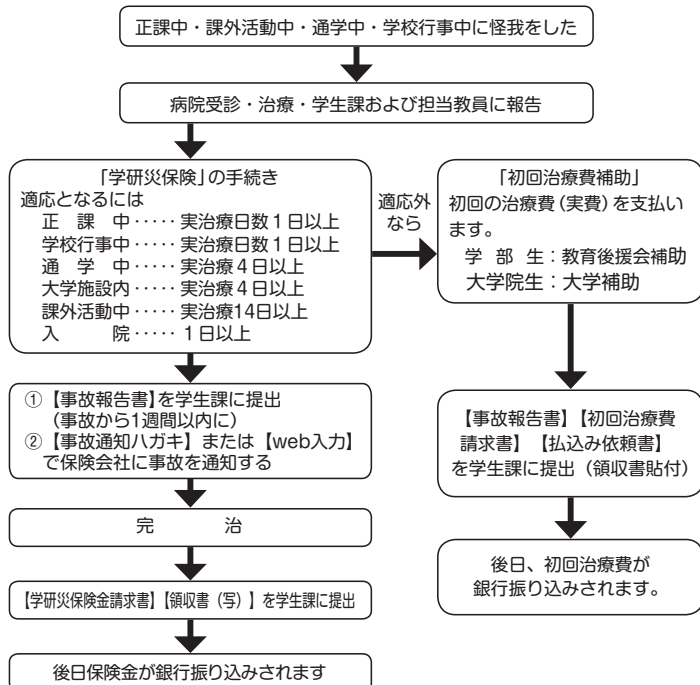 正課中・課外活動中・通学中・学校行事中に怪我をした
病院受診・治療・学生課および担当教員に報告
「学研災保険」の手続き
適応となるには
正課中‥‥‥実治療日数1日以上
学校行事中‥‥‥実治療日数1日以上
通学中‥‥‥実治療4日以上
大学施設内‥‥‥実治療4日以上
課外活動中‥‥‥実治療14日以上
入院‥‥‥1日以上
適応外
なら
「初回治療費補助」
初回の治療費（実費）を支払い
ます。
学部生：教育後援会補助
大学院生：大学補助
①【事故報告書】を学生課に提出
（事故から1週間以内に）
②【事故通知ハガキ】または【web入力】
で保険会社に事故を通知する
完治
【学研災保険金請求書】【領収書（写）】を学生課に提出
後日保険金が銀行振り込みされます
【事故報告書】【初回治療費
請求書】【払込み依頼書】
を学生課に提出（領収書貼付）
後日、初回治療費が
銀行振り込みされます。